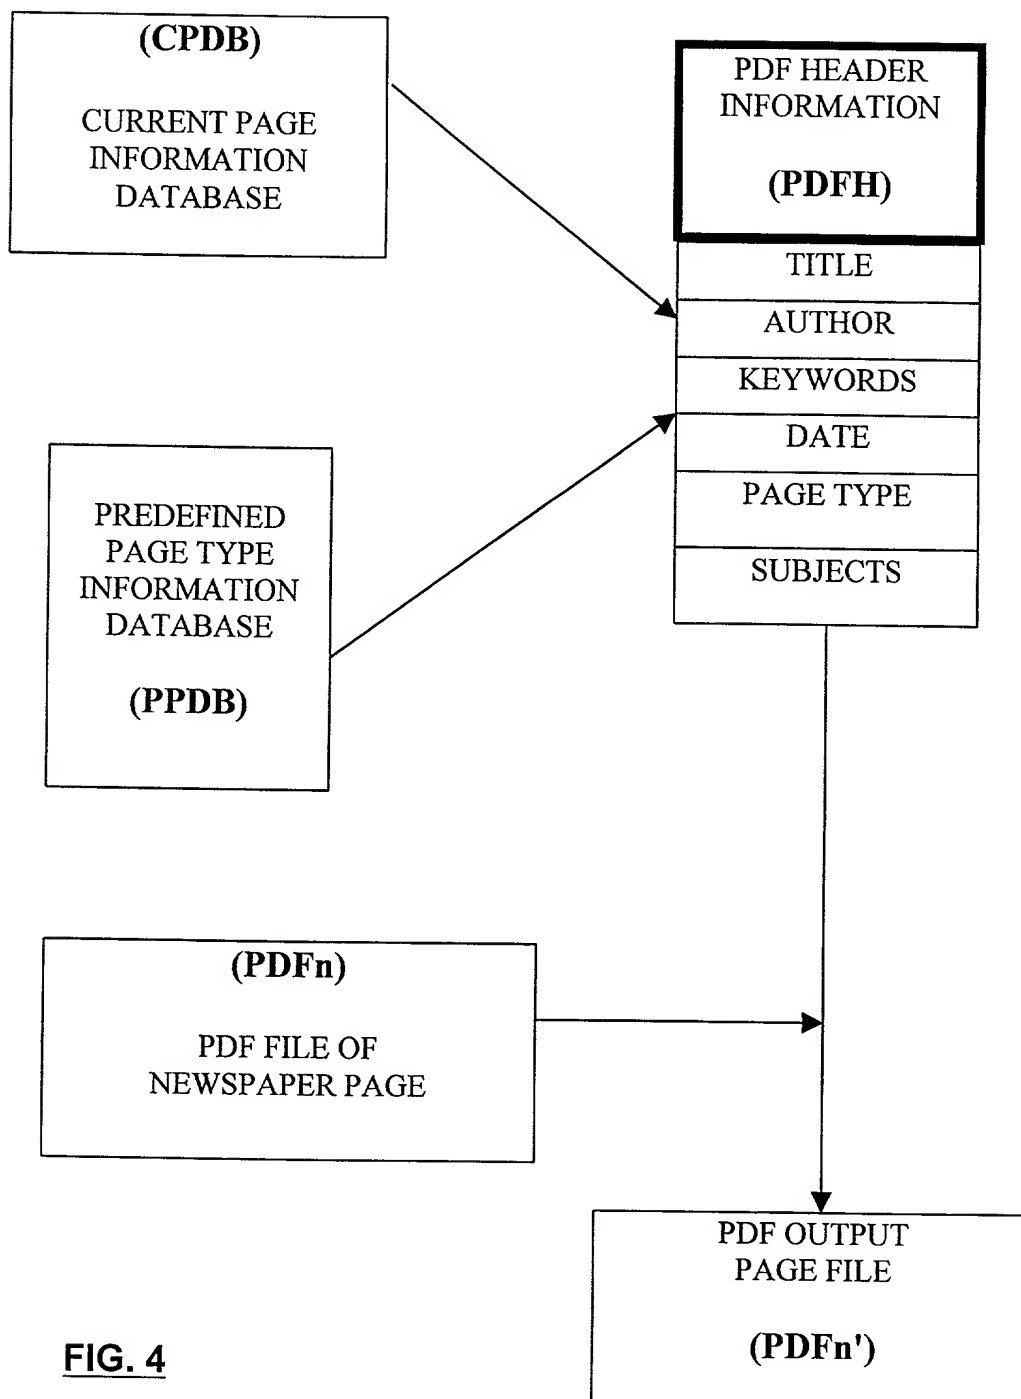 (CPDB)
CURRENT PAGE
INFORMATION
DATABASE
PDF HEADER
INFORMATION
(PDFH)
TITLE
AUTHOR
KEYWORDS
DATE
PAGE TYPE
SUBJECTS
PREDEFINED
PAGE TYPE
INFORMATION
DATABASE
(PPDB)
(PDFn)
PDF FILE OF
NEWSPAPER PAGE
PDF OUTPUT
PAGE FILE
(PDFn')
FIG. 4